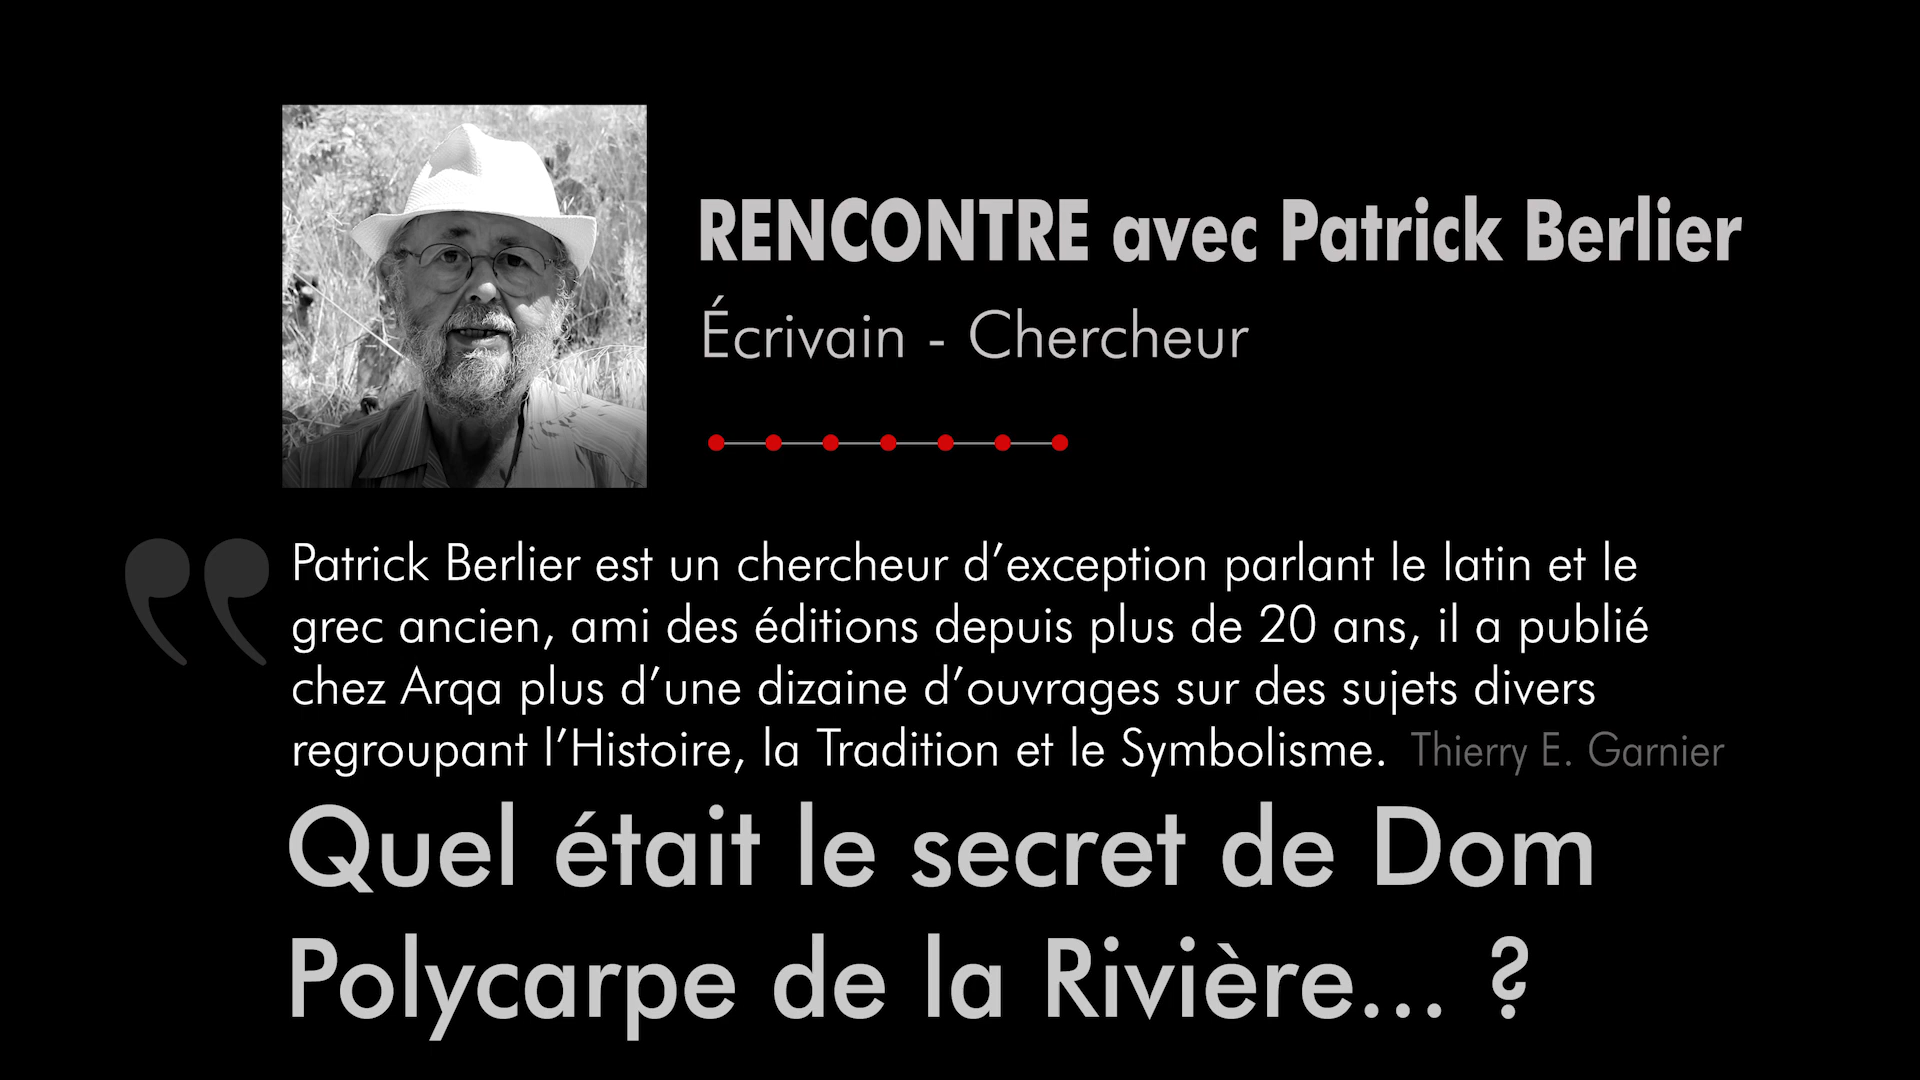 RENCONTRE avec Patrick Berlier
Écrivain - Chercheur
Patrick Berlier est un chercheur d’exception parlant le latin et le
grec ancien, ami des éditions depuis plus de 20 ans, il a publié
chez Arqa plus d’une dizaine d’ouvrages sur des sujets divers
regroupant l’Histoire, la Tradition et le Symbolisme. Thierry E. Garnier
Quel était le secret de Dom
Polycarpe de la Rivière... ?